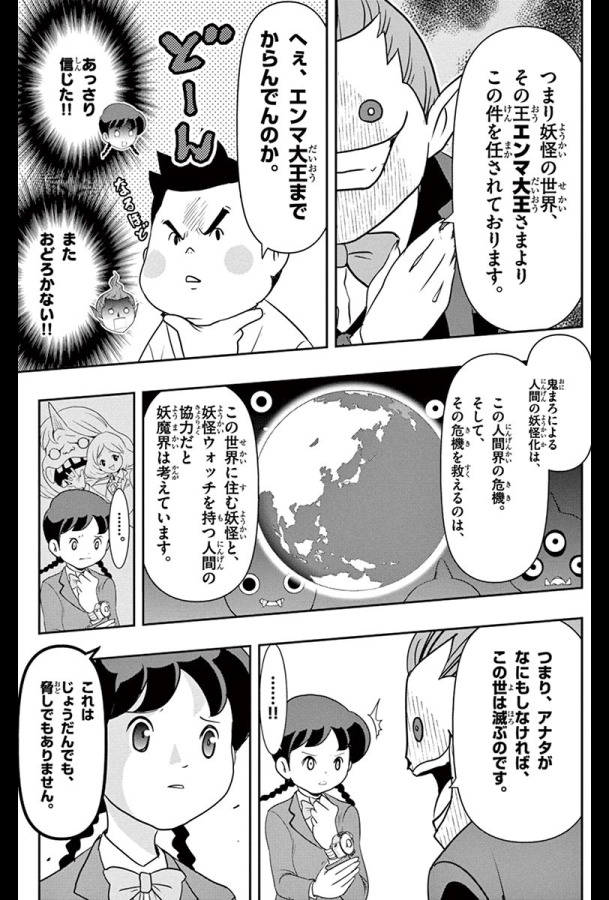 つまり妖怪の世界、
その王エンマ大王さまより
この件を任されております。
へぇ、エンマ大王まで
からんでんのか。
どーん
なるほど
あっさり
信じた!!
また
おどろかない!!
鬼まろによる
人間の妖怪化は、
この人間界の危機。
そして、
その危機を救えるのは、
この世界に住む妖怪と、
妖怪ウォッチを持つ人間の
協力だと
妖魔界は考えています。
……。
つまり、アナタが
なにもしなければ、
この世は滅ぶのです。
……!!
これは
じょうだんでも、
脅しでもありません。